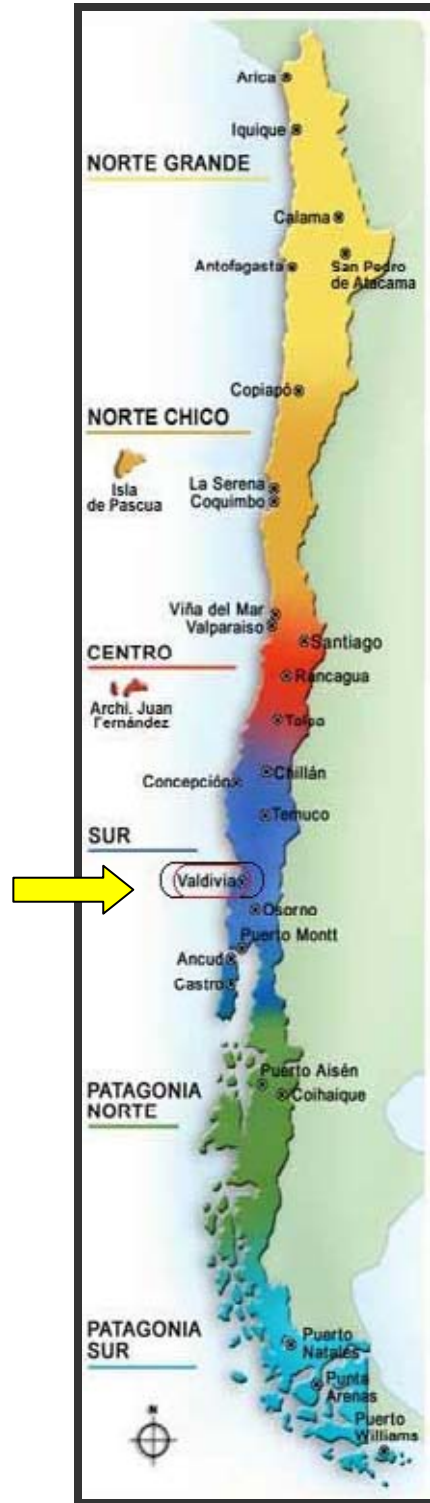 Arica
Iquique
NORTE GRANDE
Calama
Antofagasta
San Pedro
de Atacama
Copiapó
NORTE CHICO
Isla
de Pascua
La Serena
Coquimbo
Viña del Mar
Valparaiso
Santiago
CENTRO
Rancagua
Archi. Juan
Fernández
Talca
Chillán
Concepción
Temuco
SUR
Valdivia
Osorno
Puerto Montt
Ancud
Castro
Puerto Aisén
PATAGONIA
NORTE
Coihaique
PATAGONIA
SUR
Puerto
Natales
Punta
Arenas
Puerto
Williams
N